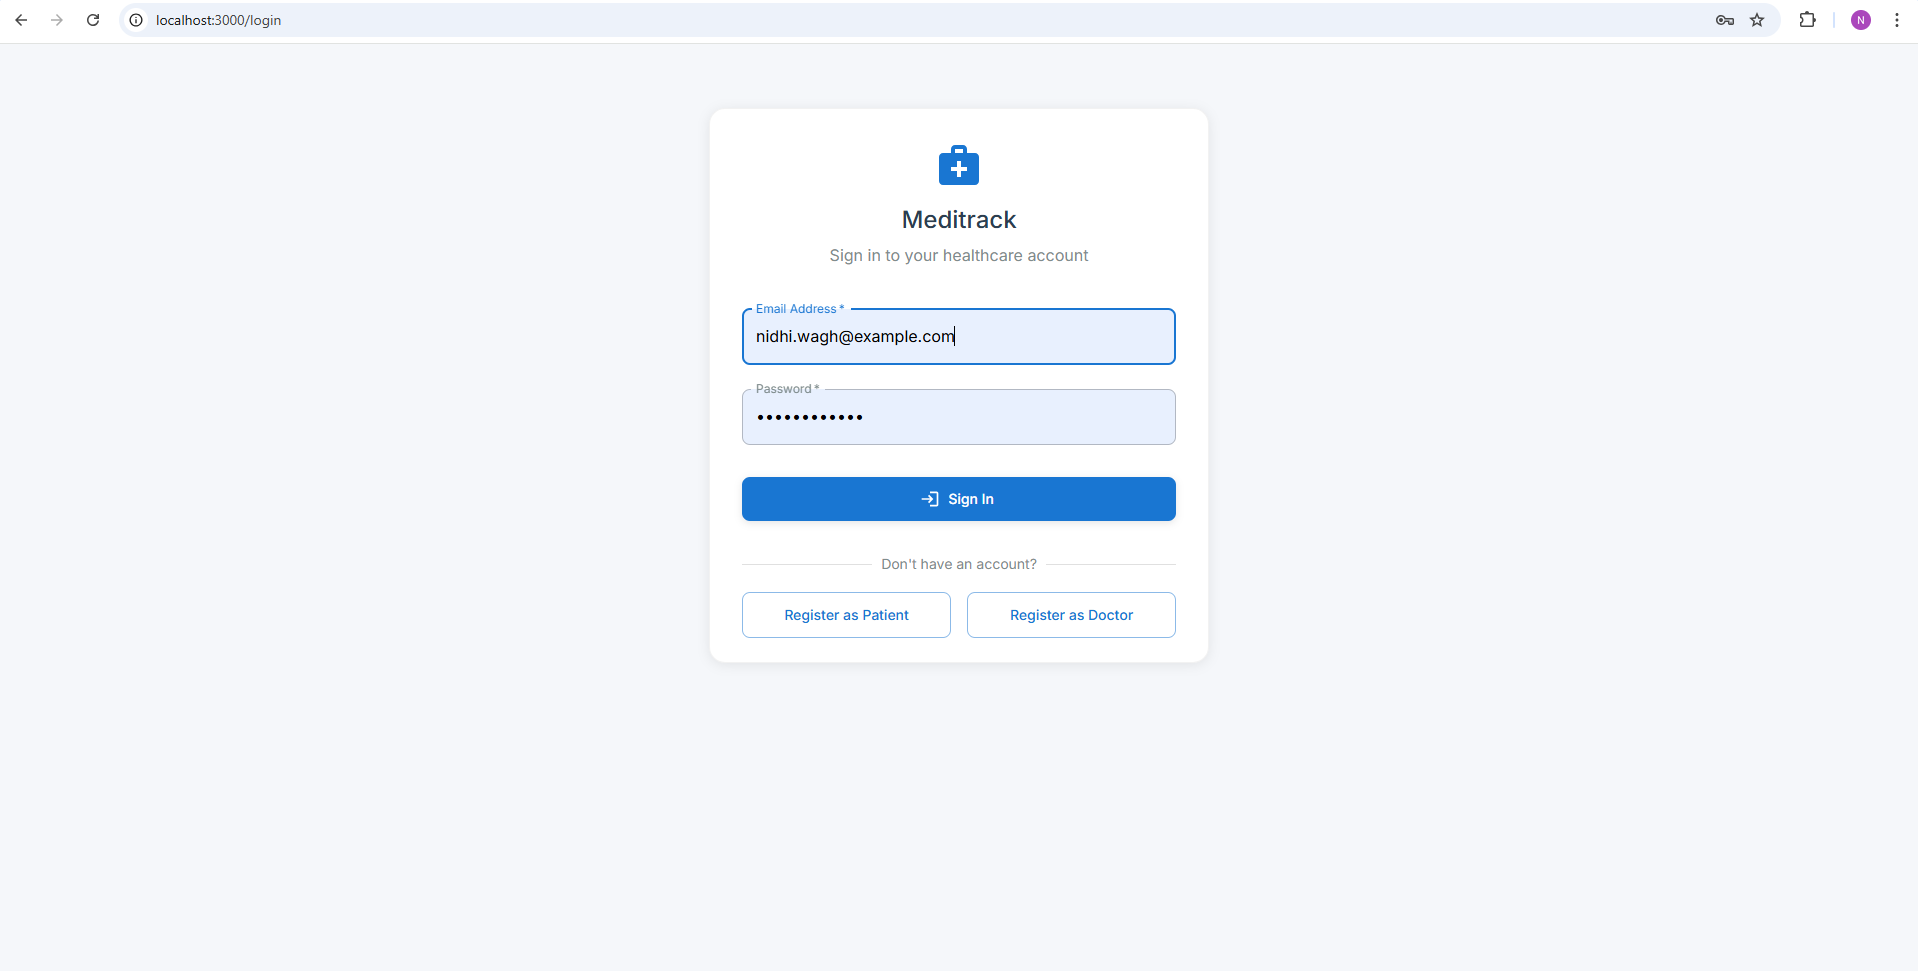 localhost:3000/login
N
Meditrack
Sign in to your healthcare account
Email Address *
nidhi.wagh@example.com
Password *
••••••••••••
Sign In
Don't have an account?
Register as Patient Register as Doctor